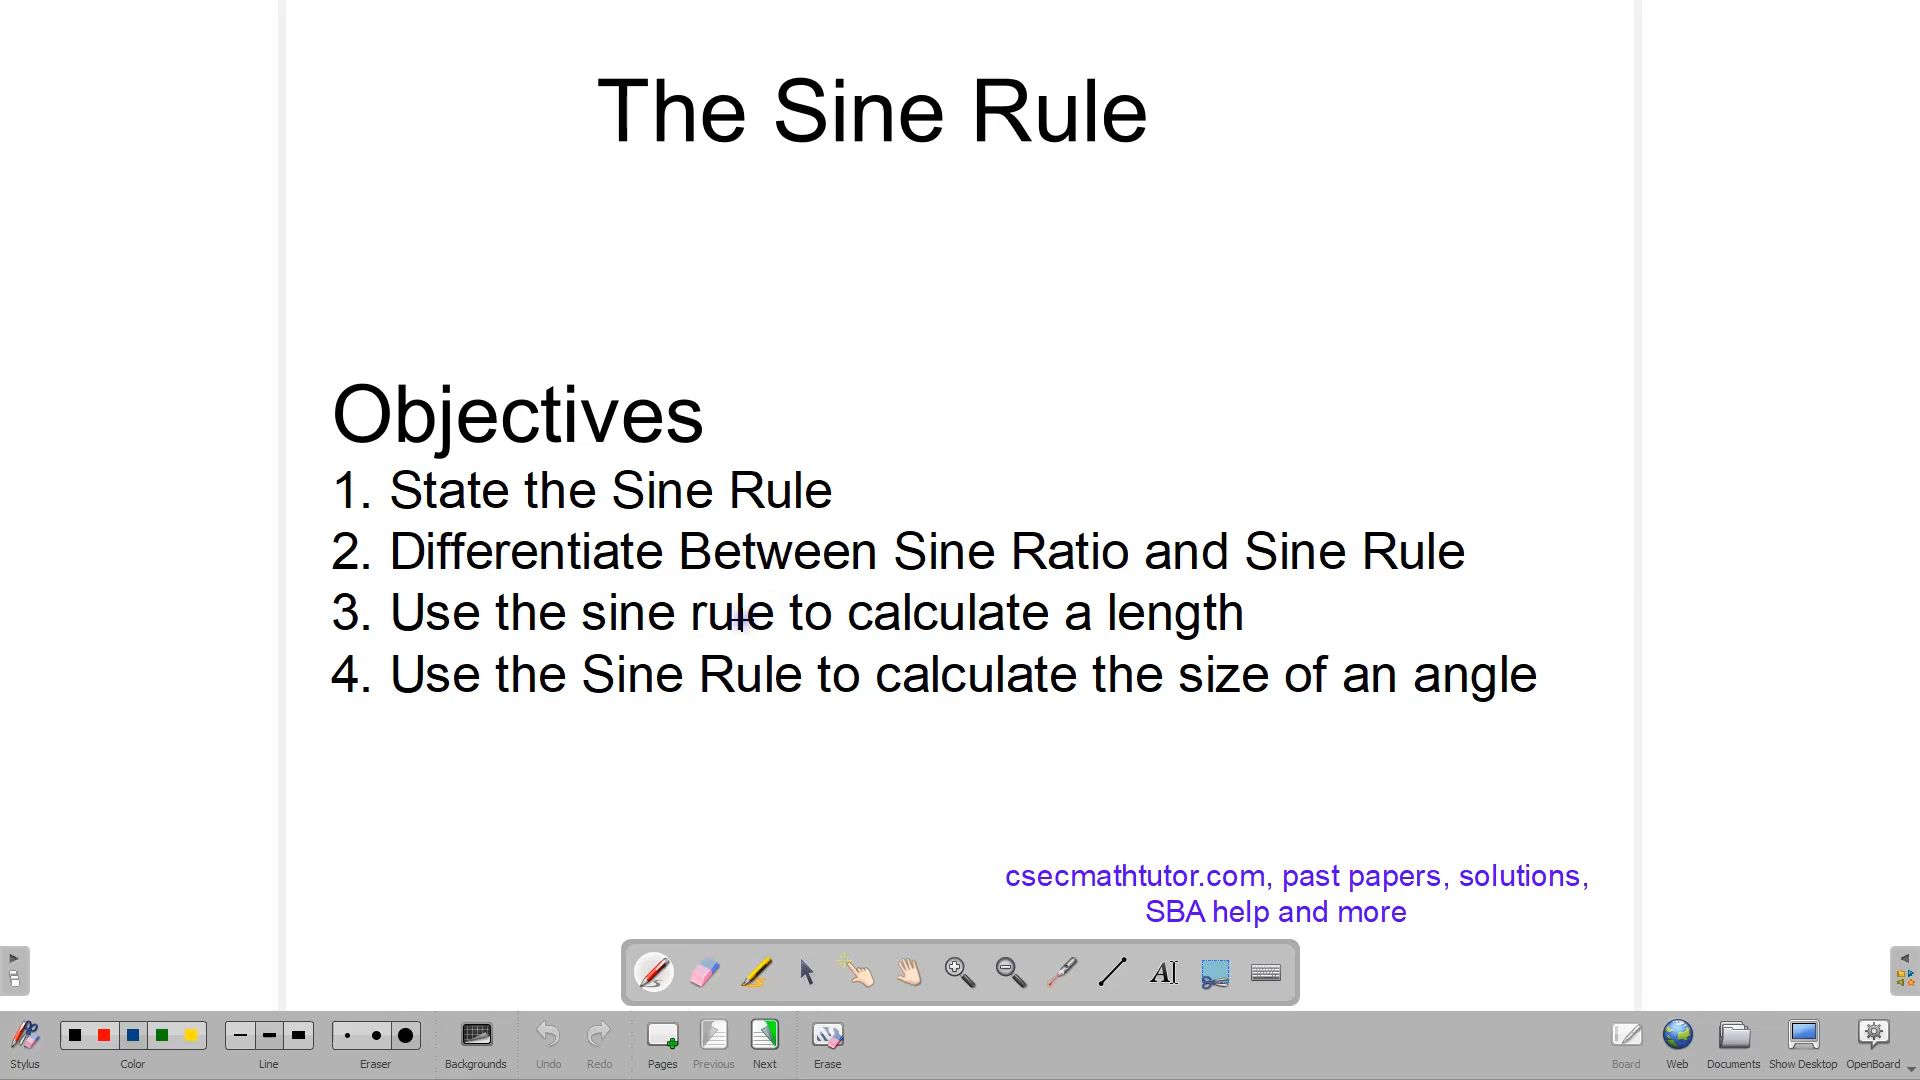 The Sine Rule
Objectives
1. State the Sine Rule
2. Differentiate Between Sine Ratio and Sine Rule
3. Use the sine rule to calculate a length
4. Use the Sine Rule to calculate the size of an angle
csecmathtutor.com, past papers, solutions,
SBA help and more
AI
Stylus Color Line Eraser Backgrounds Undo Redo Pages Previous Next Erase Board Web Documents Show Desktop OpenBoard